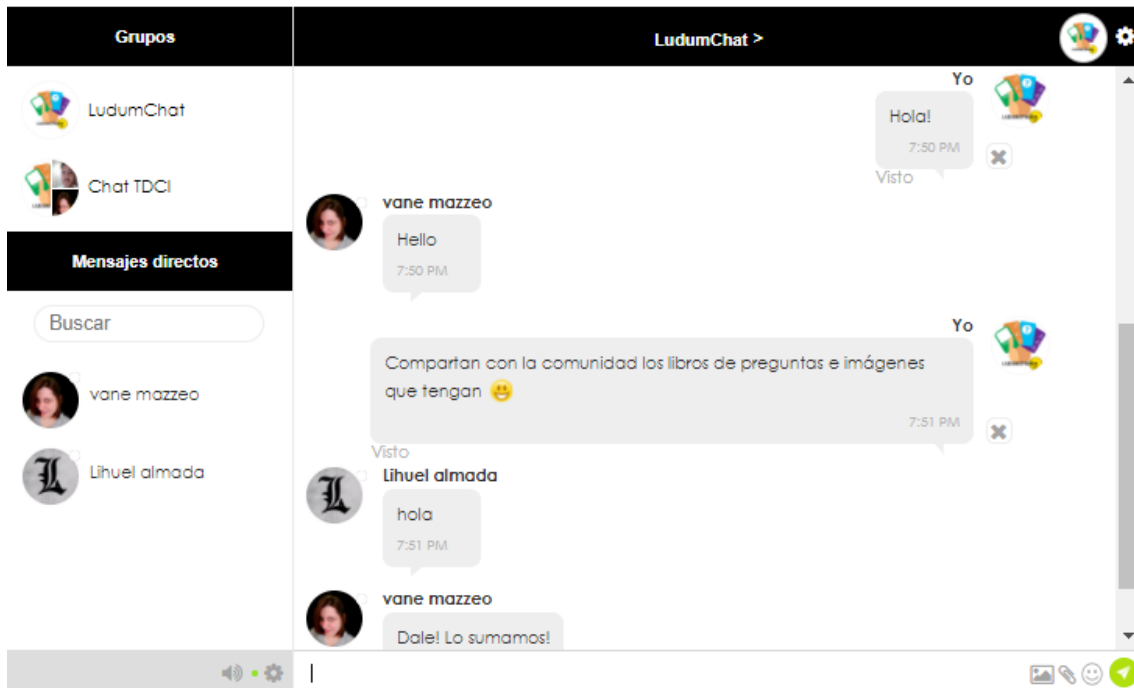 Grupos
LudumChat
Chat TDCI
Mensajes directos
Buscar
vane mazzeo
Lihuel almada
LudumChat >
Yo
Hola!
7:50 PM
Visto
vane mazzeo
Hello
7:50 PM
Yo
Compartan con la comunidad los libros de preguntas e imágenes
que tengan 😃
7:51 PM
Visto
Lihuel almada
hola
7:51 PM
vane mazzeo
Dale! Lo sumamos!